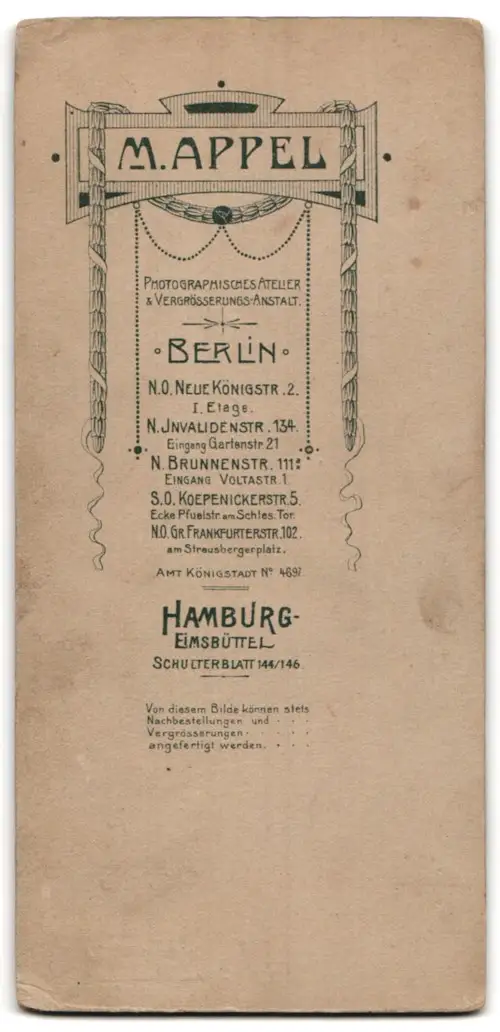 M. APPEL
PHOTOGRAPHISCHES ATELIER
& VERGRÖSSERUNGS-ANSTALT.
BERLIN
N.O. NEUE KÖNIGSTR. 2.
I. Etage.
N. JNVALIDENSTR. 134.
Eingang Gartenstr. 21
N. BRUNNENSTR. 111a
EINGANG VOLTASTR. 1.
S.O. KOEPENICKERSTR. 5.
Ecke Pfuelstr. am Schles. Tor.
N.O. GR. FRANKFURTERSTR. 102.
am Strausbergerplatz.
AMT KÖNIGSTADT No 4697
HAMBURG-
EIMSBÜTTEL
SCHULTERBLATT 144/146.
Von diesem Bilde können stets
Nachbestellungen und . . .
Vergrösserungen . . . . .
angefertigt werden. . . .